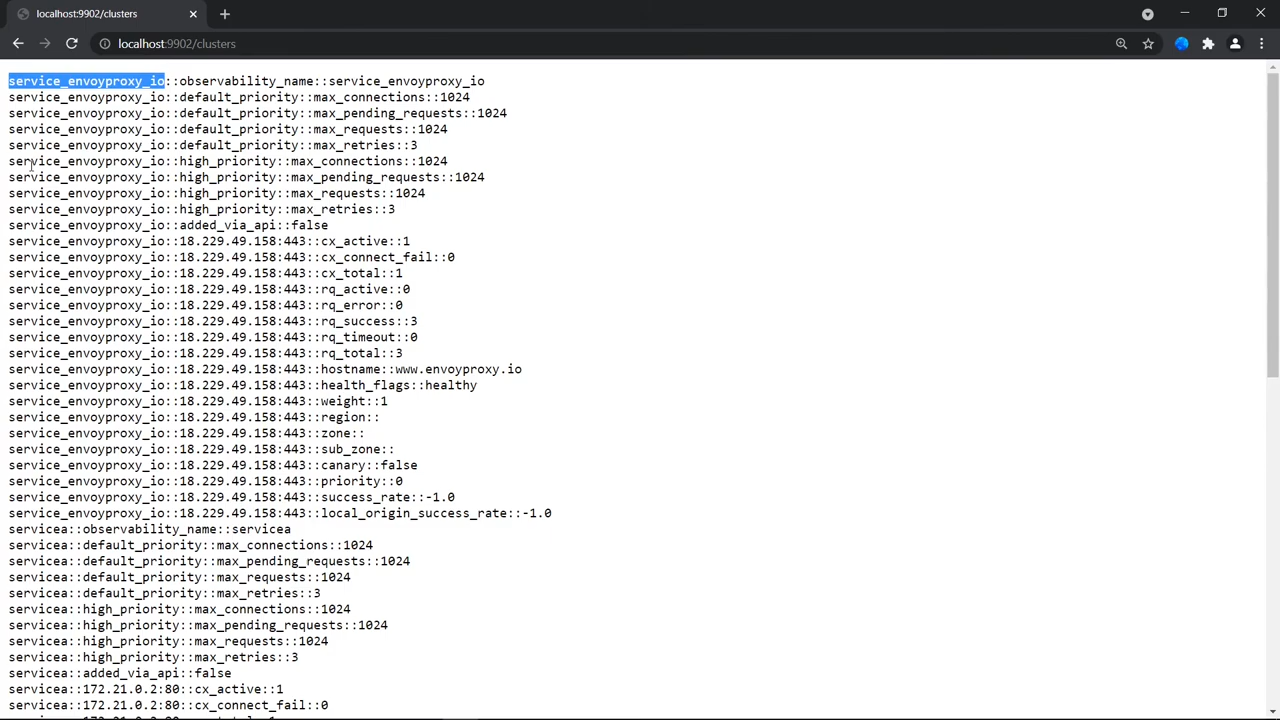 localhost:9902/clusters
localhost:9902/clusters
service_envoyproxy_io::observability_name::service_envoyproxy_io
service_envoyproxy_io::default_priority::max_connections::1024
service_envoyproxy_io::default_priority::max_pending_requests::1024
service_envoyproxy_io::default_priority::max_requests::1024
service_envoyproxy_io::default_priority::max_retries::3
service_envoyproxy_io::high_priority::max_connections::1024
service_envoyproxy_io::high_priority::max_pending_requests::1024
service_envoyproxy_io::high_priority::max_requests::1024
service_envoyproxy_io::high_priority::max_retries::3
service_envoyproxy_io::added_via_api::false
service_envoyproxy_io::18.229.49.158:443::cx_active::1
service_envoyproxy_io::18.229.49.158:443::cx_connect_fail::0
service_envoyproxy_io::18.229.49.158:443::cx_total::1
service_envoyproxy_io::18.229.49.158:443::rq_active::0
service_envoyproxy_io::18.229.49.158:443::rq_error::0
service_envoyproxy_io::18.229.49.158:443::rq_success::3
service_envoyproxy_io::18.229.49.158:443::rq_timeout::0
service_envoyproxy_io::18.229.49.158:443::rq_total::3
service_envoyproxy_io::18.229.49.158:443::hostname::www.envoyproxy.io
service_envoyproxy_io::18.229.49.158:443::health_flags::healthy
service_envoyproxy_io::18.229.49.158:443::weight::1
service_envoyproxy_io::18.229.49.158:443::region::
service_envoyproxy_io::18.229.49.158:443::zone::
service_envoyproxy_io::18.229.49.158:443::sub_zone::
service_envoyproxy_io::18.229.49.158:443::canary::false
service_envoyproxy_io::18.229.49.158:443::priority::0
service_envoyproxy_io::18.229.49.158:443::success_rate::-1.0
service_envoyproxy_io::18.229.49.158:443::local_origin_success_rate::-1.0
servicea::observability_name::servicea
servicea::default_priority::max_connections::1024
servicea::default_priority::max_pending_requests::1024
servicea::default_priority::max_requests::1024
servicea::default_priority::max_retries::3
servicea::high_priority::max_connections::1024
servicea::high_priority::max_pending_requests::1024
servicea::high_priority::max_requests::1024
servicea::high_priority::max_retries::3
servicea::added_via_api::false
servicea::172.21.0.2:80::cx_active::1
servicea::172.21.0.2:80::cx_connect_fail::0